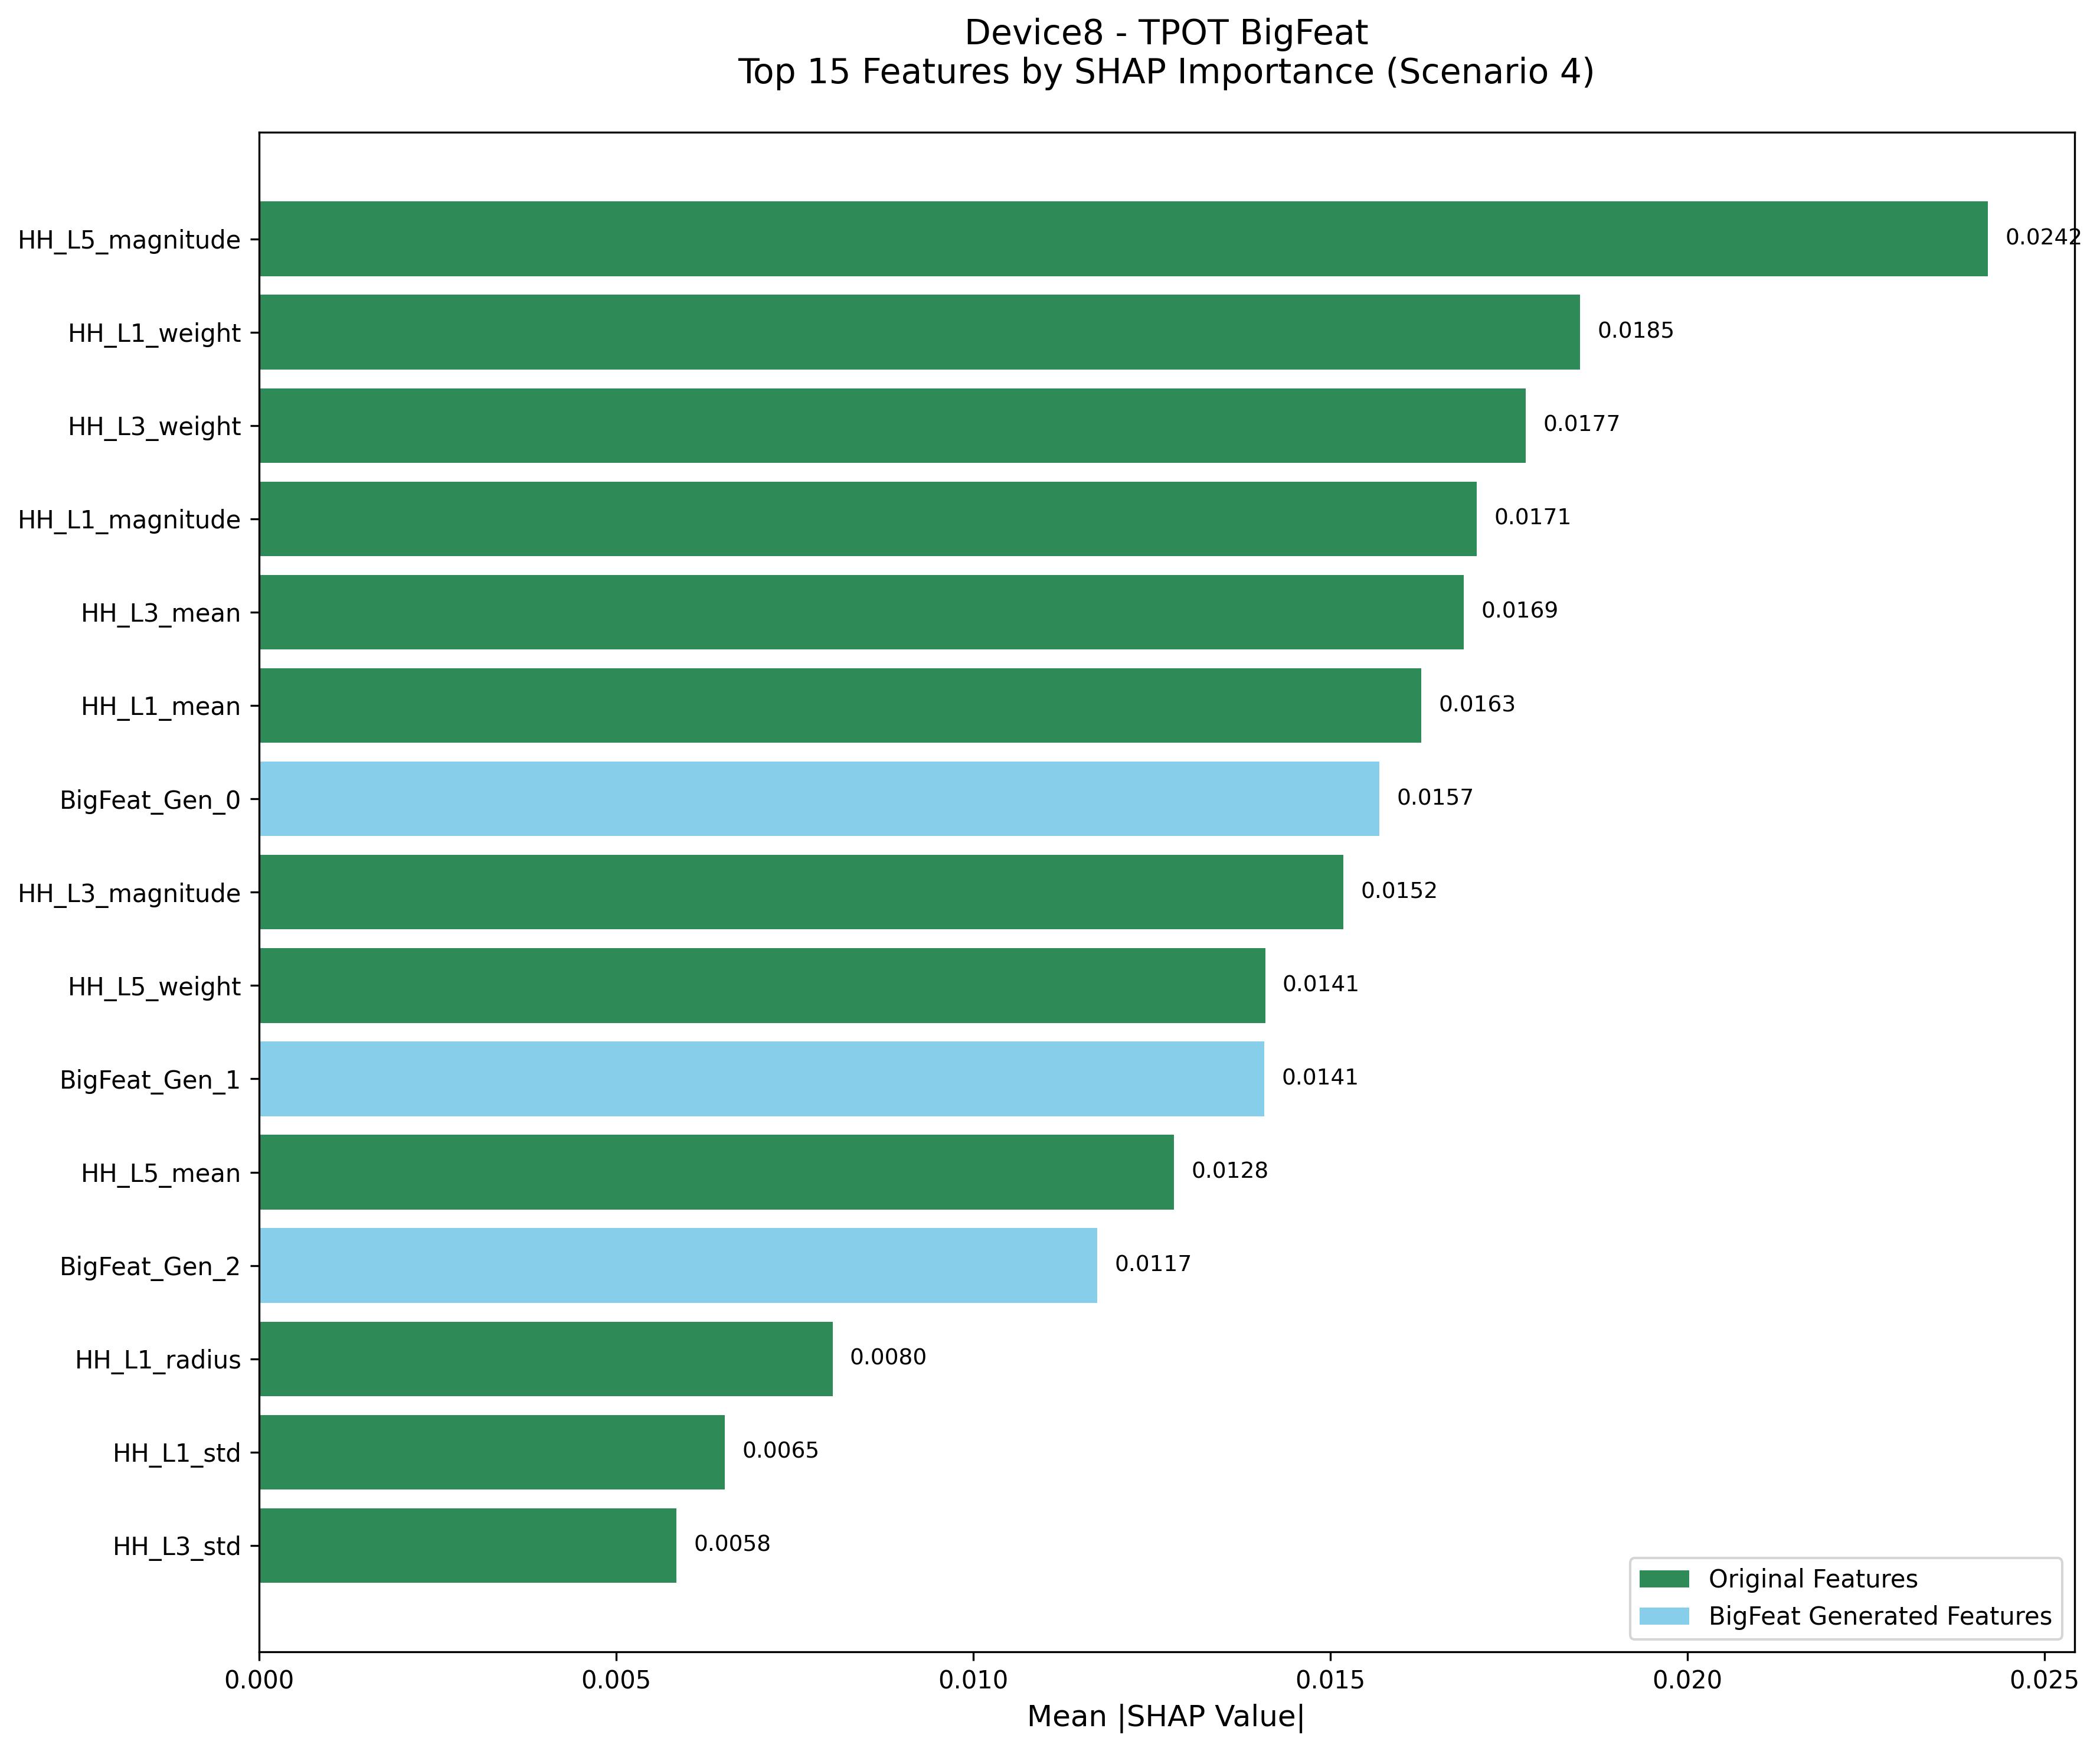 Device8 - TPOT BigFeat
Top 15 Features by SHAP Importance (Scenario 4)
HH_L5_magnitude 0.0242
HH_L1_weight 0.0185
HH_L3_weight 0.0177
HH_L1_magnitude 0.0171
HH_L3_mean 0.0169
HH_L1_mean 0.0163
BigFeat_Gen_0 0.0157
HH_L3_magnitude 0.0152
HH_L5_weight 0.0141
BigFeat_Gen_1 0.0141
HH_L5_mean 0.0128
BigFeat_Gen_2 0.0117
HH_L1_radius 0.0080
HH_L1_std 0.0065
HH_L3_std 0.0058
Original Features
BigFeat Generated Features
0.000 0.005 0.010 0.015 0.020 0.025
Mean |SHAP Value|